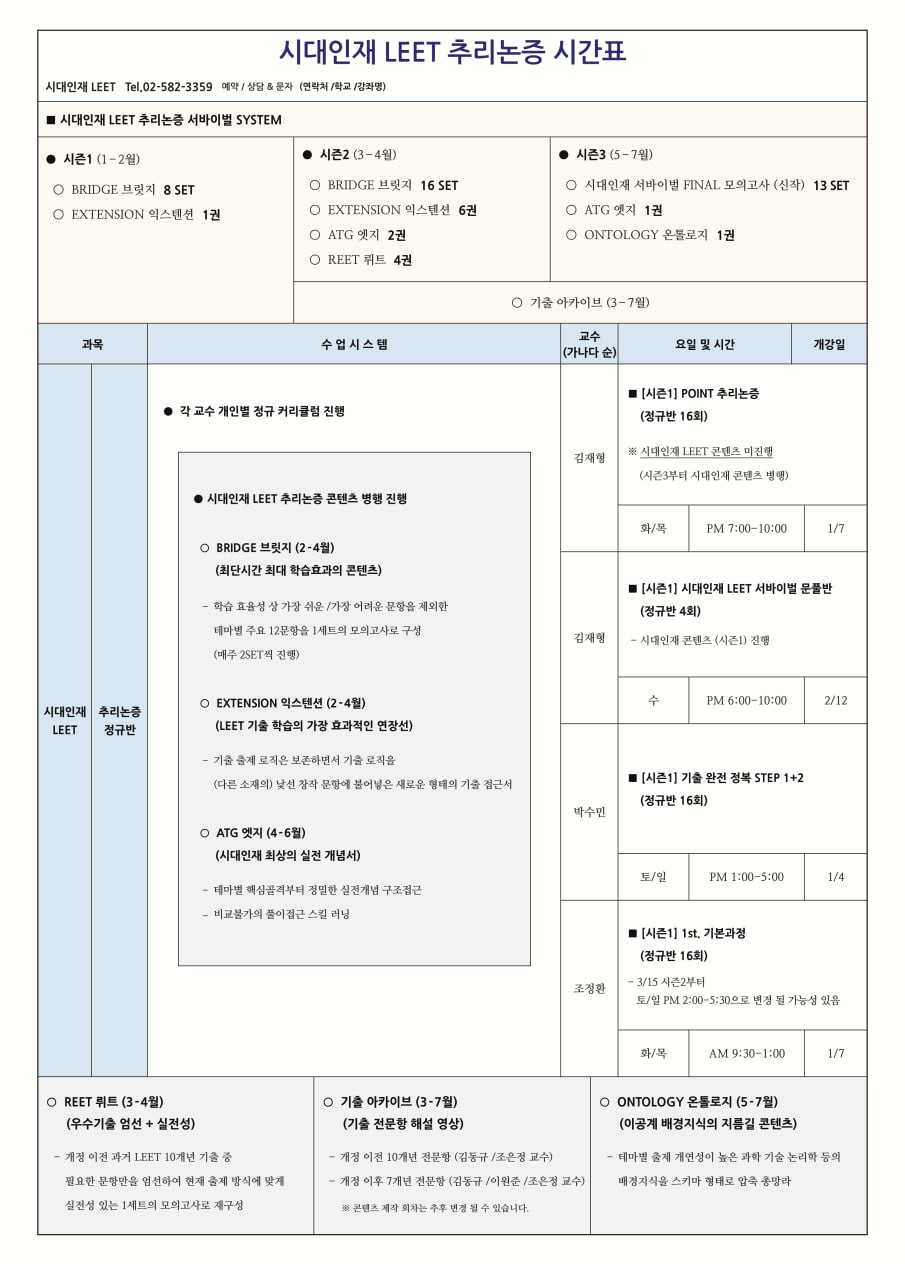 시대인재 LEET 추리논증 시간표
시대인재 LEET Tel.02-582-3359 예약 / 상담 & 문자 (연락처 /학교 /강좌명)
■ 시대인재 LEET 추리논증 서바이벌 SYSTEM
● 시즌1 (1-2월)
○ BRIDGE 브릿지 8 SET
○ EXTENSION 익스텐션 1권
● 시즌2 (3-4월)
○ BRIDGE 브릿지 16 SET
○ EXTENSION 익스텐션 6권
○ ATG 엣지 2권
○ REET 뤼트 4권
● 시즌3 (5-7월)
○ 시대인재 서바이벌 FINAL 모의고사 (신작) 13 SET
○ ATG 엣지 1권
○ ONTOLOGY 온톨로지 1권
○ 기출 아카이브 (3-7월)
과목
수 업 시 스 템
교수
(가나다 순)
요일 및 시간
개강일
시대인재
LEET
추리논증
정규반
● 각 교수 개인별 정규 커리큘럼 진행
● 시대인재 LEET 추리논증 콘텐츠 병행 진행
○ BRIDGE 브릿지 (2-4월)
(최단시간 최대 학습효과의 콘텐츠)
- 학습 효율성 상 가장 쉬운 /가장 어려운 문항을 제외한
테마별 주요 12문항을 1세트의 모의고사로 구성
(매주 2SET씩 진행)
○ EXTENSION 익스텐션 (2-4월)
(LEET 기출 학습의 가장 효과적인 연장선)
- 기출 출제 로직은 보존하면서 기출 로직을
(다른 소재의) 낯선 창작 문항에 불어넣은 새로운 형태의 기출 접근서
○ ATG 엣지 (4-6월)
(시대인재 최상의 실전 개념서)
- 테마별 핵심골격부터 정밀한 실전개념 구조접근
- 비교불가의 풀이접근 스킬 러닝
김재형
■ [시즌1] POINT 추리논증
(정규반 16회)
※ 시대인재 LEET 콘텐츠 미진행
(시즌3부터 시대인재 콘텐츠 병행)
화/목 PM 7:00-10:00 1/7
김재형
■ [시즌1] 시대인재 LEET 서바이벌 문풀반
(정규반 4회)
- 시대인재 콘텐츠 (시즌1) 진행
수 PM 6:00-10:00 2/12
박수민
■ [시즌1] 기출 완전 정복 STEP 1+2
(정규반 16회)
토/일 PM 1:00-5:00 1/4
조정환
■ [시즌1] 1st. 기본과정
(정규반 16회)
- 3/15 시즌2부터
토/일 PM 2:00-5:30으로 변경 될 가능성 있음
화/목 AM 9:30-1:00 1/7
○ REET 뤼트 (3-4월)
(우수기출 엄선 + 실전성)
- 개정 이전 과거 LEET 10개년 기출 중
필요한 문항만을 엄선하여 현재 출제 방식에 맞게
실전성 있는 1세트의 모의고사로 재구성
○ 기출 아카이브 (3-7월)
(기출 전문항 해설 영상)
- 개정 이전 10개년 전문항 (김동규 /조은정 교수)
- 개정 이후 7개년 전문항 (김동규 /이원준 /조은정 교수)
※ 콘텐츠 제작 회차는 추후 변경 될 수 있습니다.
○ ONTOLOGY 온톨로지 (5-7월)
(이공계 배경지식의 지름길 콘텐츠)
- 테마별 출제 개연성이 높은 과학 기술 논리학 등의
배경지식을 스키마 형태로 압축 총망라